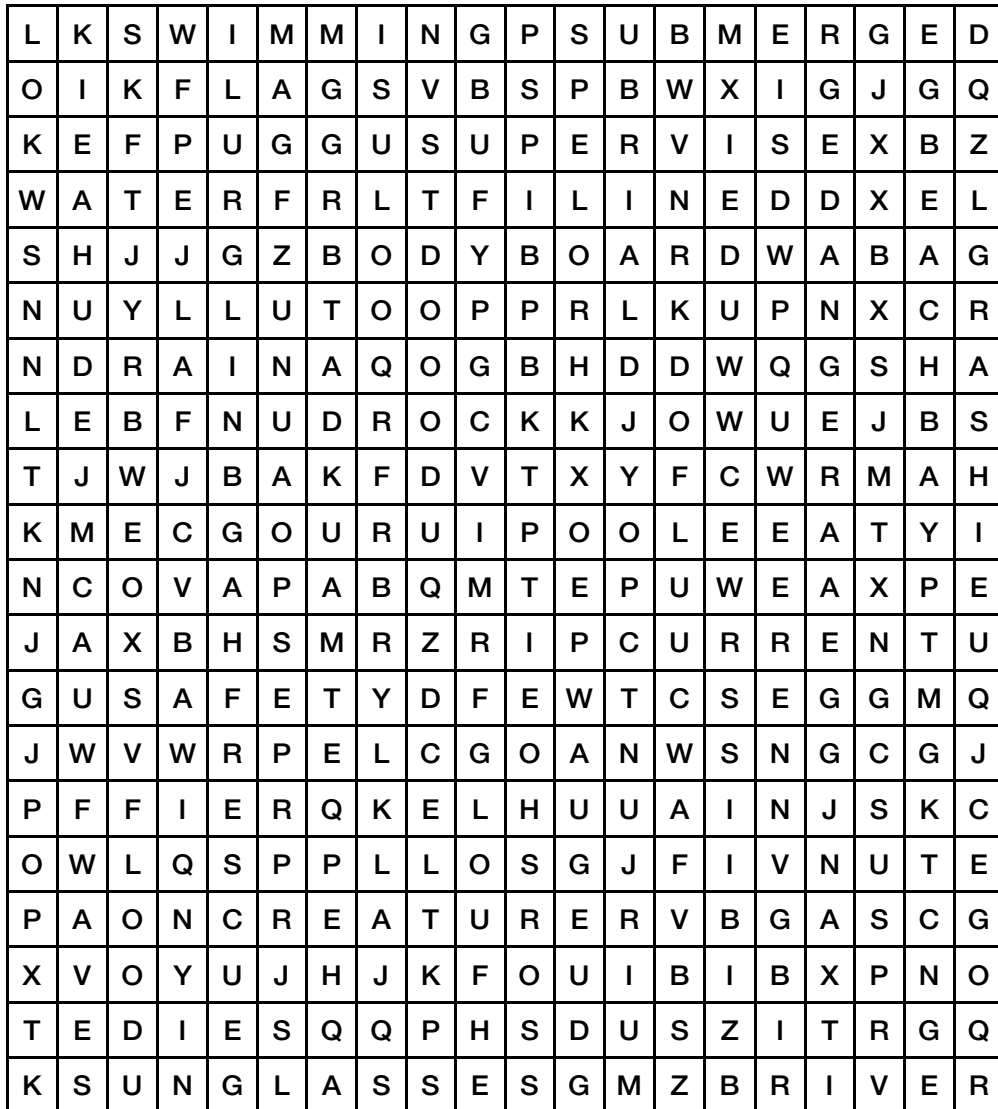 L K S W I M M I N G P S U B M E R G E D
O I K F L A G S V B S P B W X I G J G Q
K E F P U G G U S U P E R V I S E X B Z
W A T E R F R L T F I L I N E D D X E L
S H J J G Z B O D Y B O A R D W A B A G
N U Y L L U T O O P P R L K U P N X C R
N D R A I N A Q O G B H D D W Q G S H A
L E B F N U D R O C K K J O W U E J B S
T J W J B A K F D V T X Y F C W R M A H
K M E C G O U R U I P O O L E E A T Y I
N C O V A P A B Q M T E P U W E A X P E
J A X B H S M R Z R I P C U R R E N T U
G U S A F E T Y D F E W T C S E G G M Q
J W V W R P E L C G O A N W S N G C G J
P F F I E R Q K E L H U U A I N J S K C
O W L Q S P P L L O S G J F I V N U T E
P A O N C R E A T U R E R V B G A S C G
X V O Y U J H J K F O U I B I B X P N O
T E D I E S Q Q P H S D U S Z I T R G Q
K S U N G L A S S E S G M Z B R I V E R